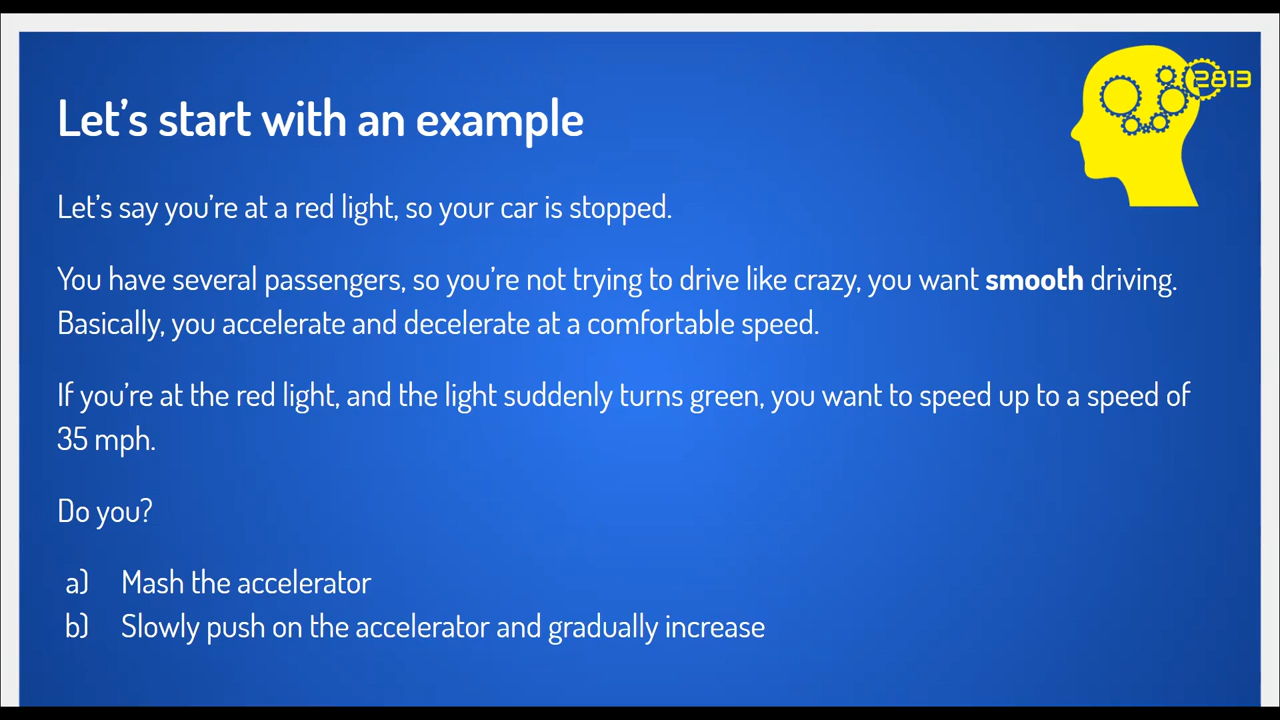 2813
Let's start with an example
Let's say you're at a red light, so your car is stopped.
You have several passengers, so you're not trying to drive like crazy, you want smooth driving.
Basically, you accelerate and decelerate at a comfortable speed.
If you're at the red light, and the light suddenly turns green, you want to speed up to a speed of
35 mph.
Do you?
a) Mash the accelerator
b) Slowly push on the accelerator and gradually increase